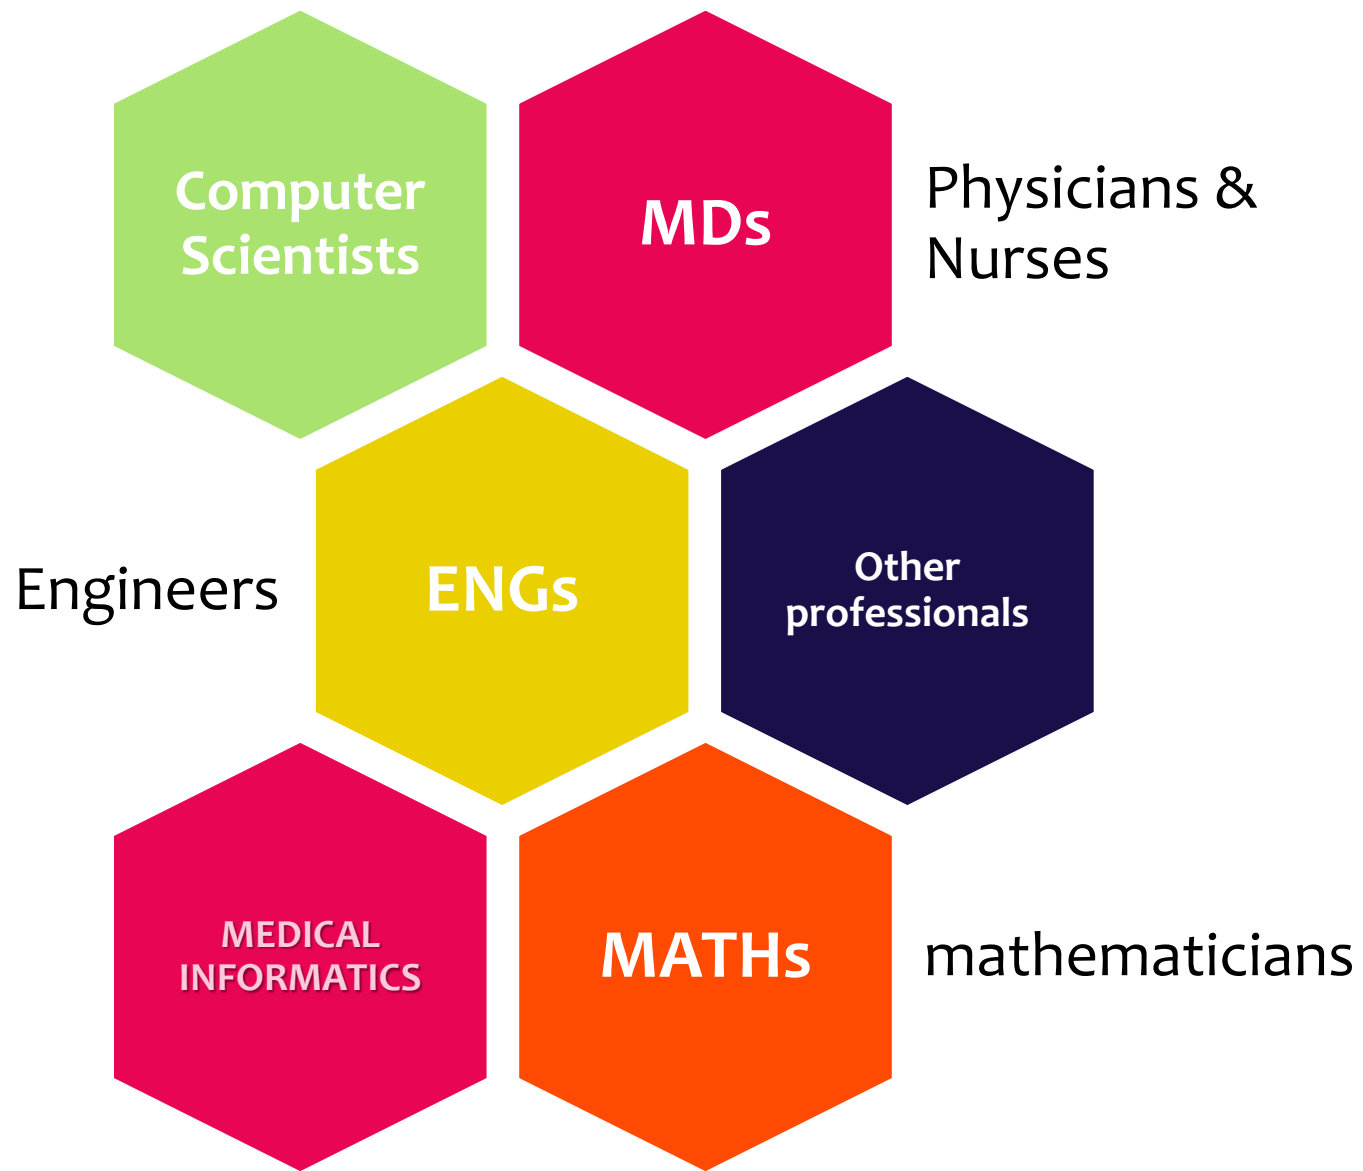 Computer
Scientists
MDs
Physicians &
Nurses
Engineers
ENGs
Other
professionals
MEDICAL
INFORMATICS
MATHs
mathematicians